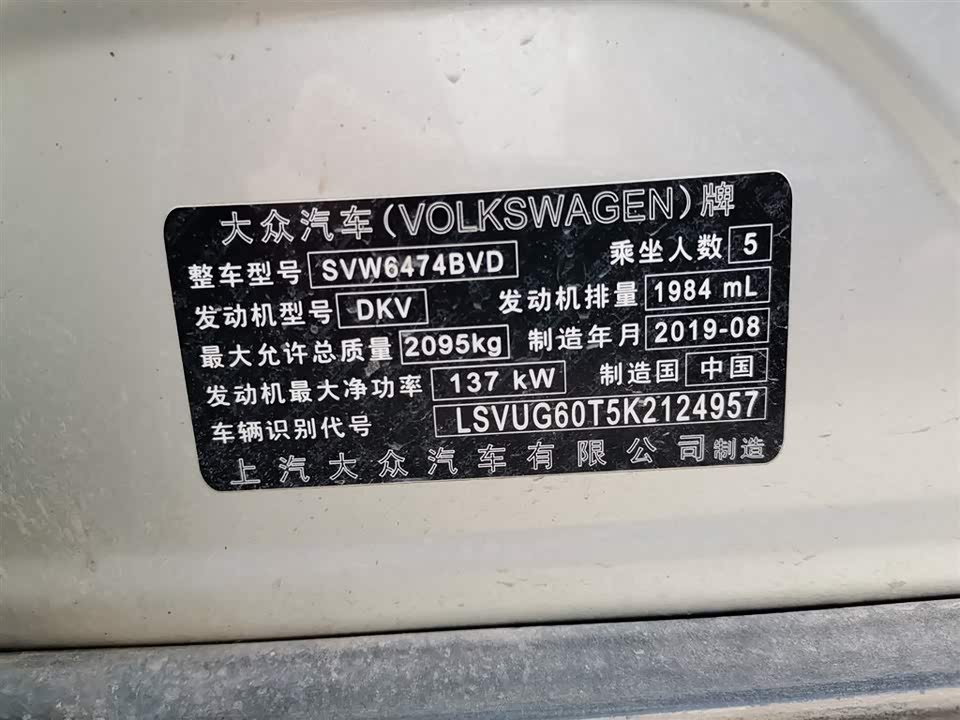 大众汽车(VOLKSWAGEN)牌
整车型号 SVW6474BVD 乘坐人数 5
发动机型号 DKV 发动机排量 1984 mL
最大允许总质量 2095kg 制造年月 2019-08
发动机最大净功率 137 kW 制造国 中国
车辆识别代号 LSVUG60T5K2124957
上汽大众汽车有限公司制造